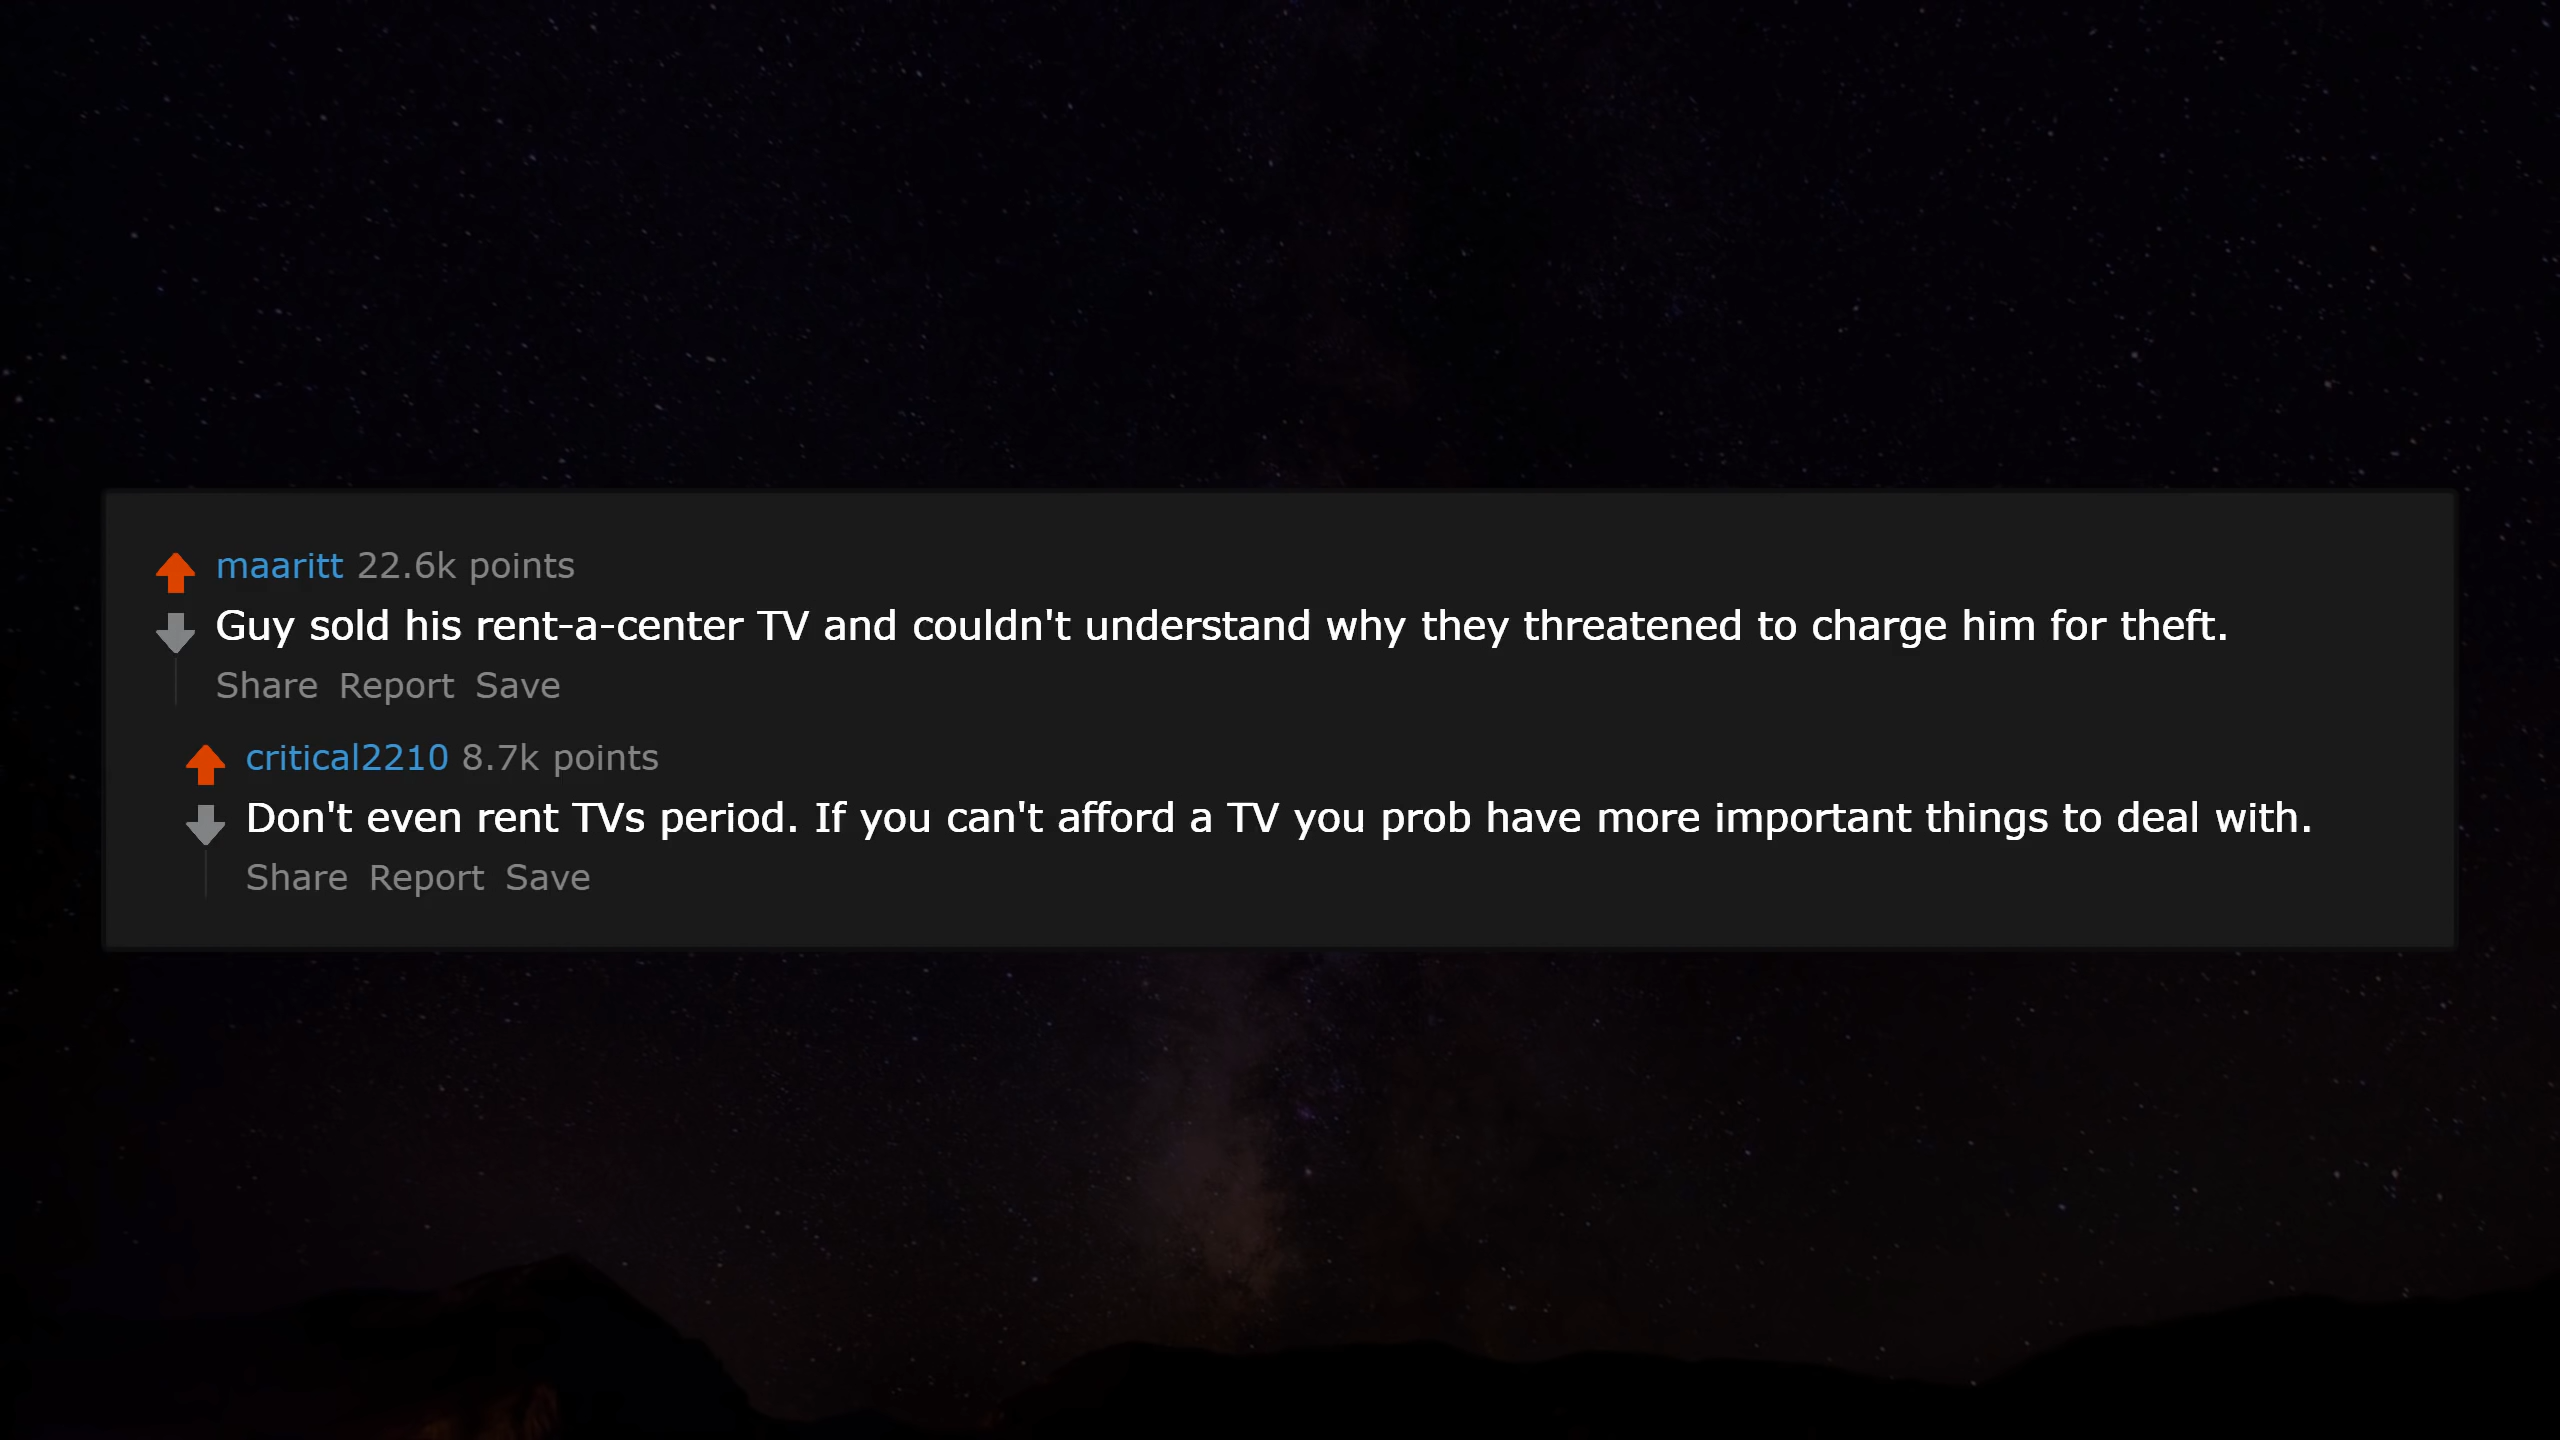 maaritt 22.6k points
Guy sold his rent-a-center TV and couldn't understand why they threatened to charge him for theft.
Share Report Save
critical2210 8.7k points
Don't even rent TVs period. If you can't afford a TV you prob have more important things to deal with.
Share Report Save